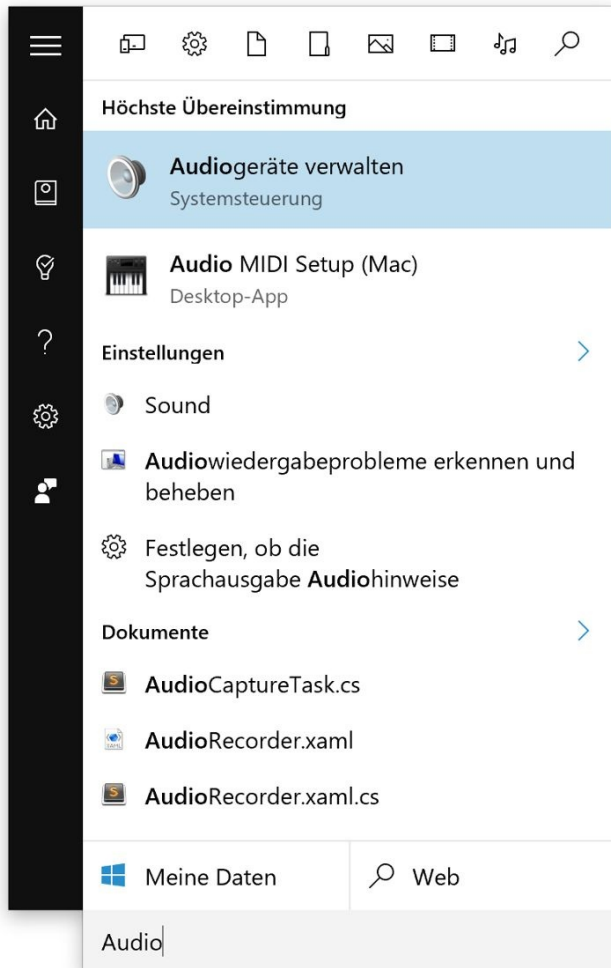 Höchste Übereinstimmung
Audiogeräte verwalten
Systemsteuerung
Audio MIDI Setup (Mac)
Desktop-App
Einstellungen
Sound
Audiowiedergabeprobleme erkennen und
beheben
Festlegen, ob die
Sprachausgabe Audiohinweise
Dokumente
AudioCaptureTask.cs
AudioRecorder.xaml
AudioRecorder.xaml.cs
Meine Daten
Web
Audio